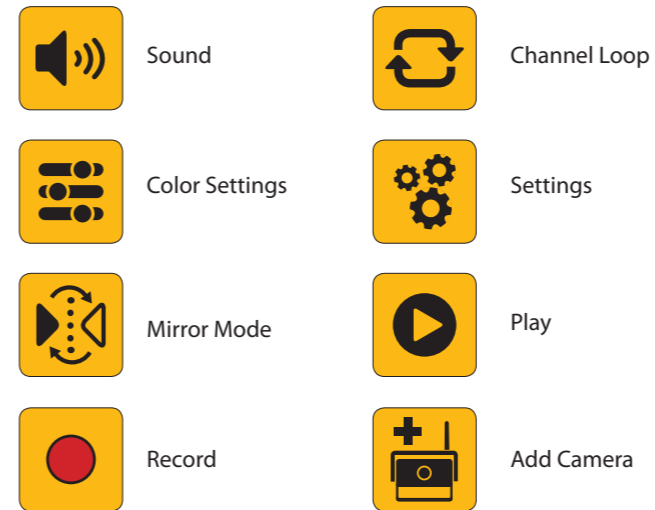 Sound
Channel Loop
Color Settings
Settings
Mirror Mode
Play
Record
Add Camera